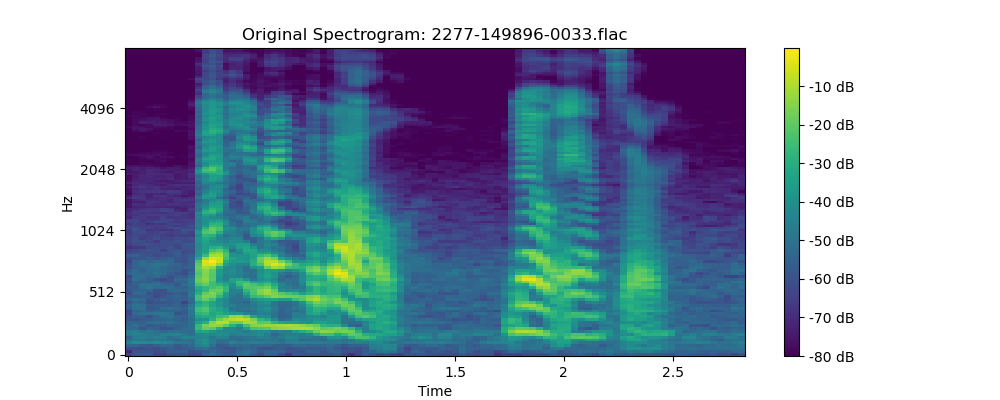 Original Spectrogram: 2277-149896-0033.flac
Hz
4096
2048
1024
512
0
0
0.5
1
1.5
2
2.5
Time
-10 dB
-20 dB
-30 dB
-40 dB
-50 dB
-60 dB
-70 dB
-80 dB